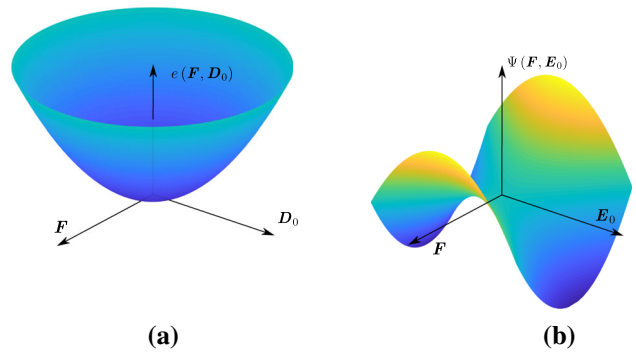 e (F, D₀)
F
D₀
(a)
Ψ (F, E₀)
E₀
F
(b)